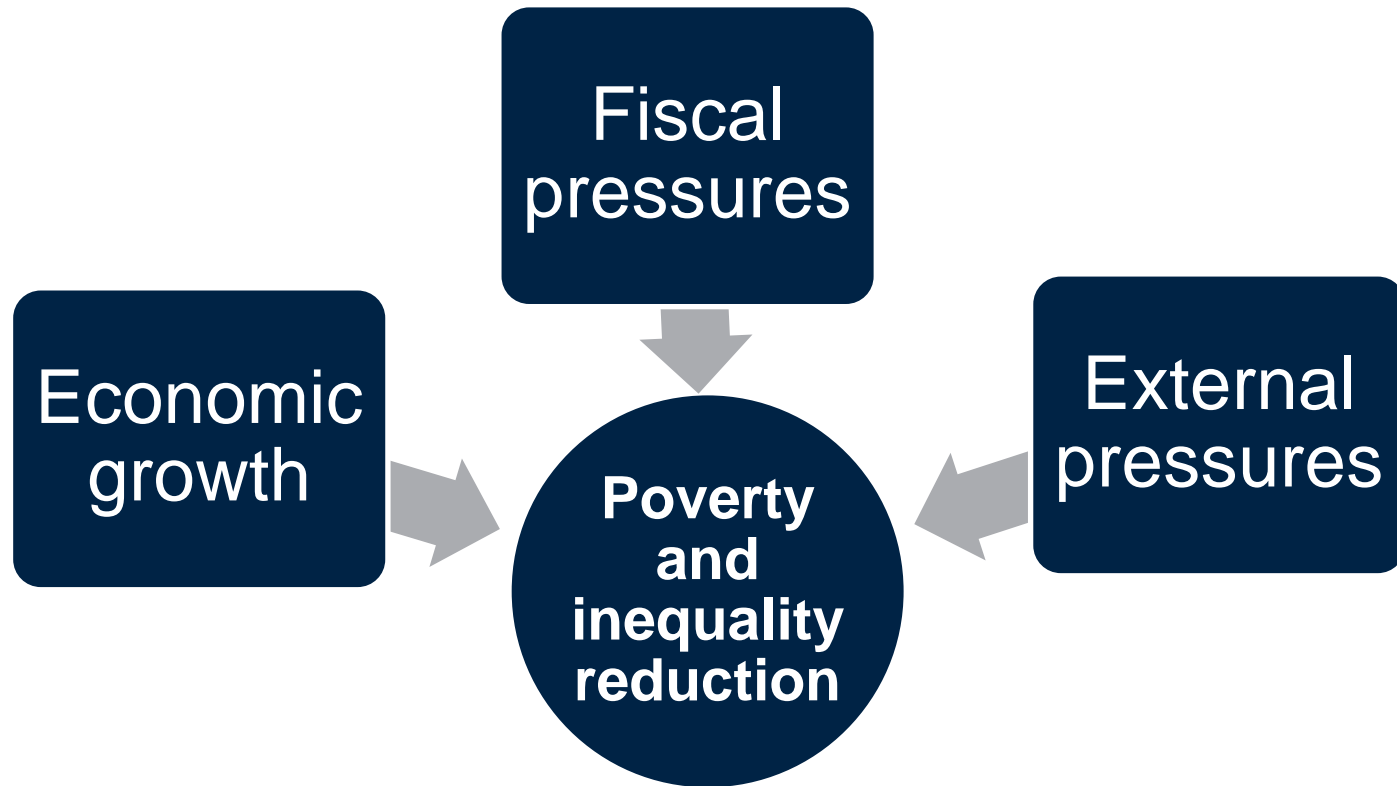 Fiscal
pressures
Economic
growth
External
pressures
Poverty
and
inequality
reduction